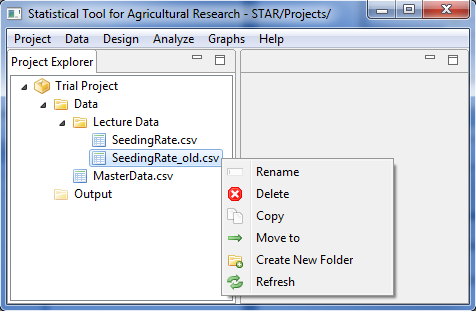 Statistical Tool for Agricultural Research - STAR/Projects/
Project Data Design Analyze Graphs Help
Project Explorer
Trial Project
Data
Lecture Data
SeedingRate.csv
SeedingRate_old.csv
MasterData.csv
Output
Rename
Delete
Copy
Move to
Create New Folder
Refresh